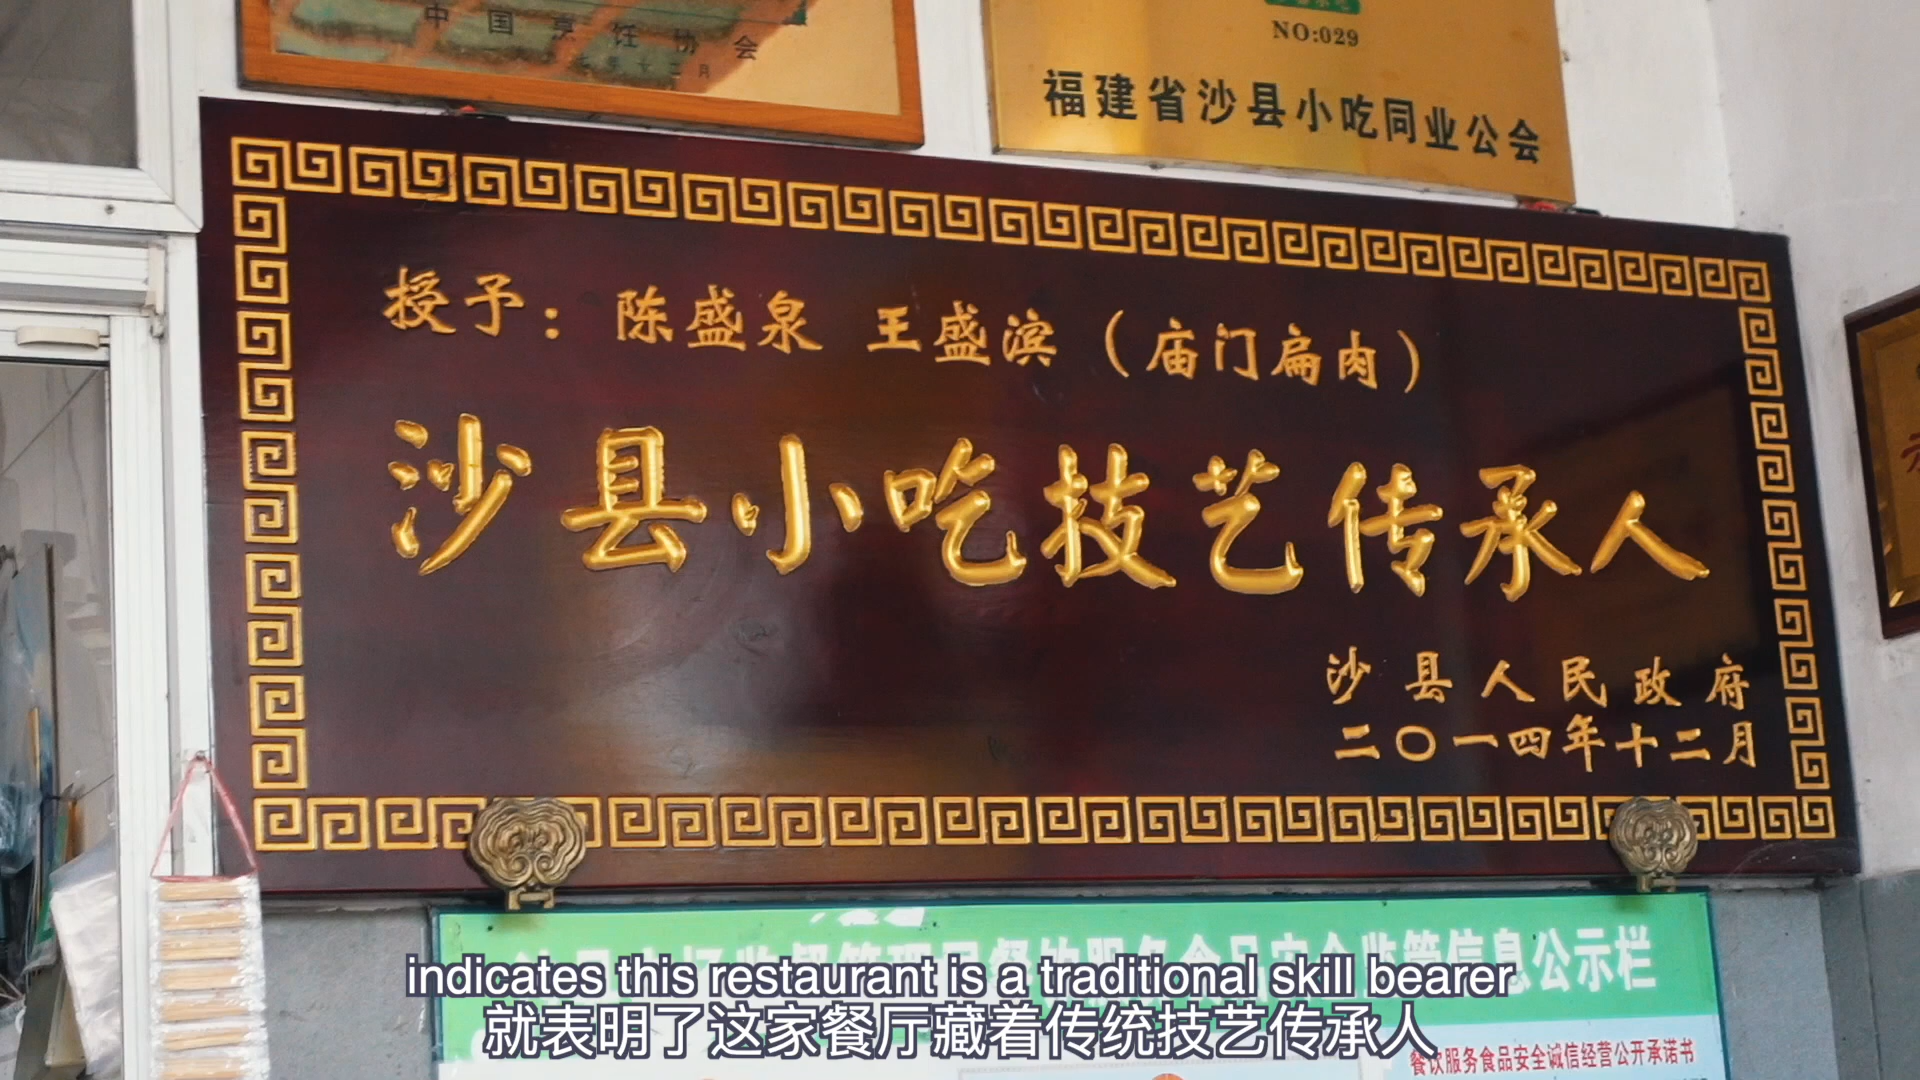 中国烹饪协会
NO:029
福建省沙县小吃同业公会
授予：陈盛泉 王盛滨（庙门扁肉）
沙县小吃技艺传承人
沙县人民政府
二〇一四年十二月
indicates this restaurant is a traditional skill bearer
就表明了这家餐厅藏着传统技艺传承人
餐饮服务食品安全诚信经营公开承诺书